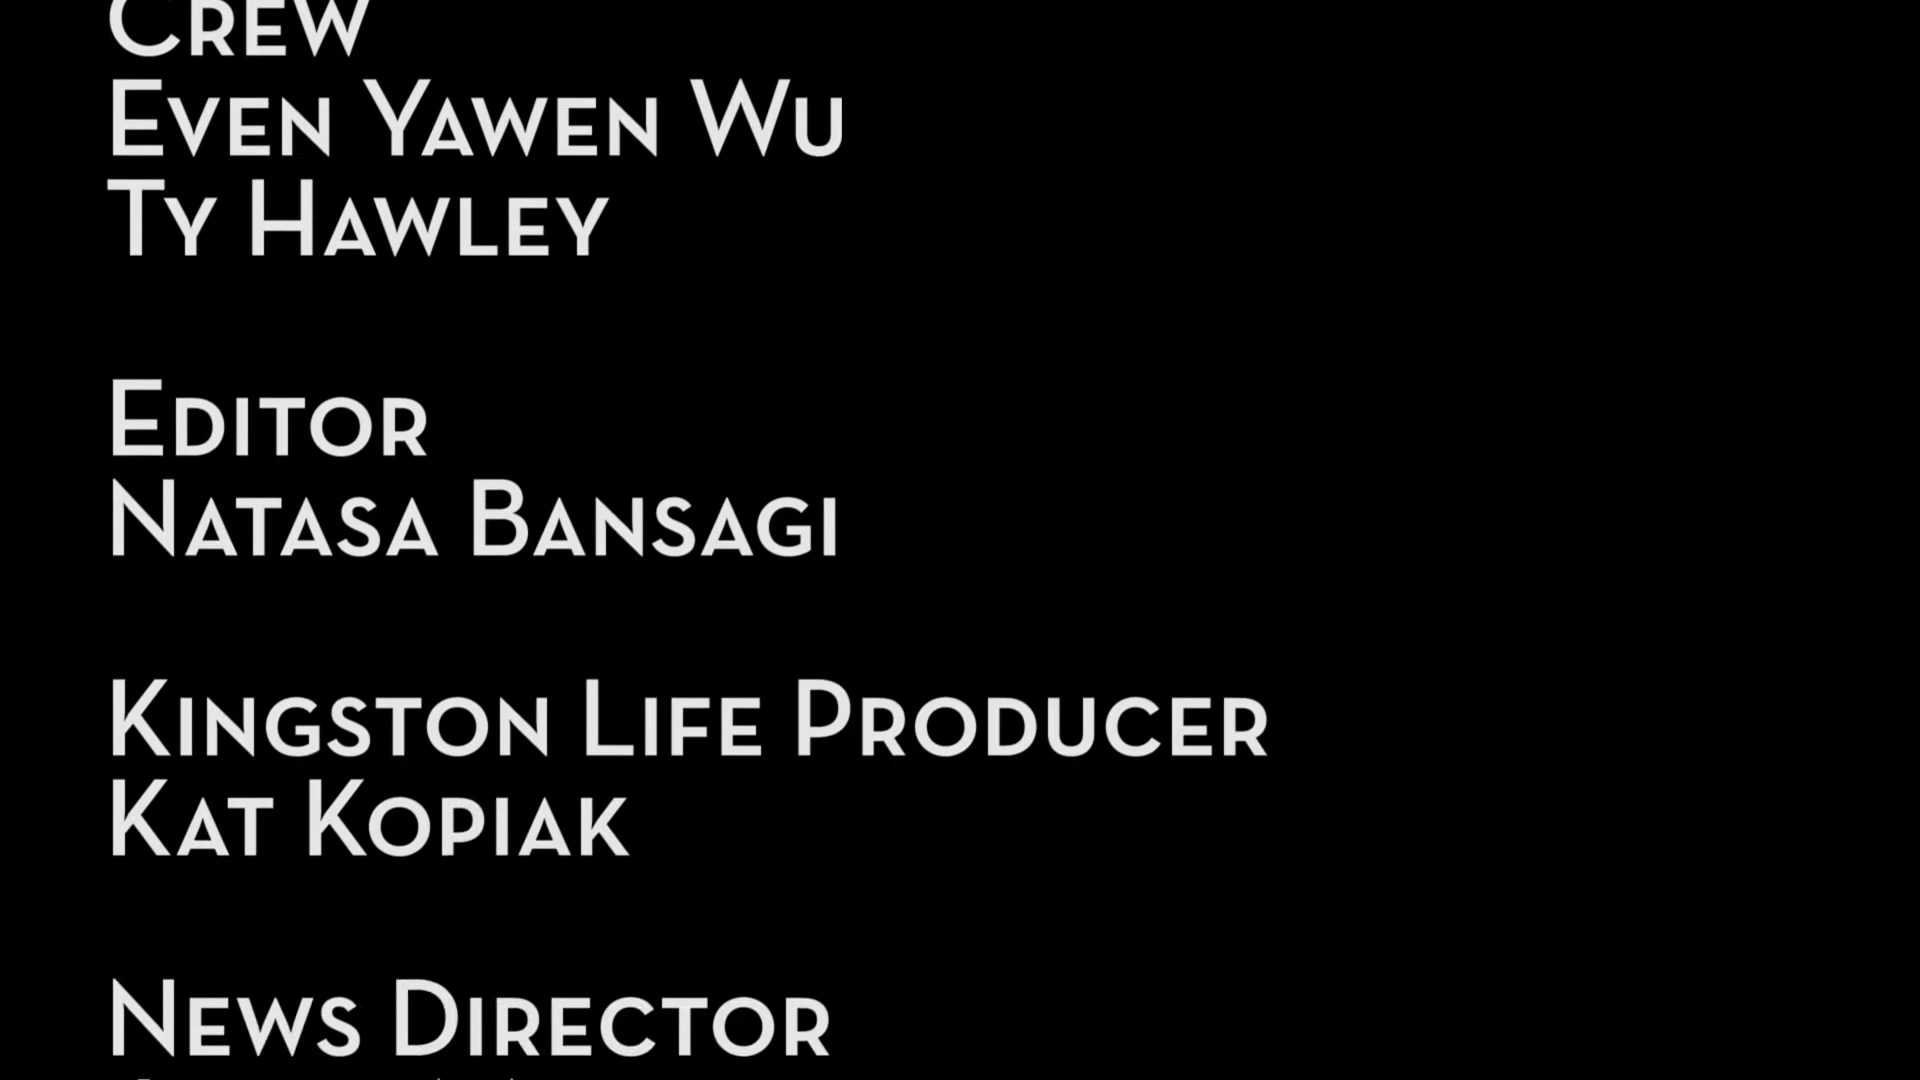 Crew
Even Yawen Wu
Ty Hawley
Editor
Natasa Bansagi
Kingston Life Producer
Kat Kopiak
News Director